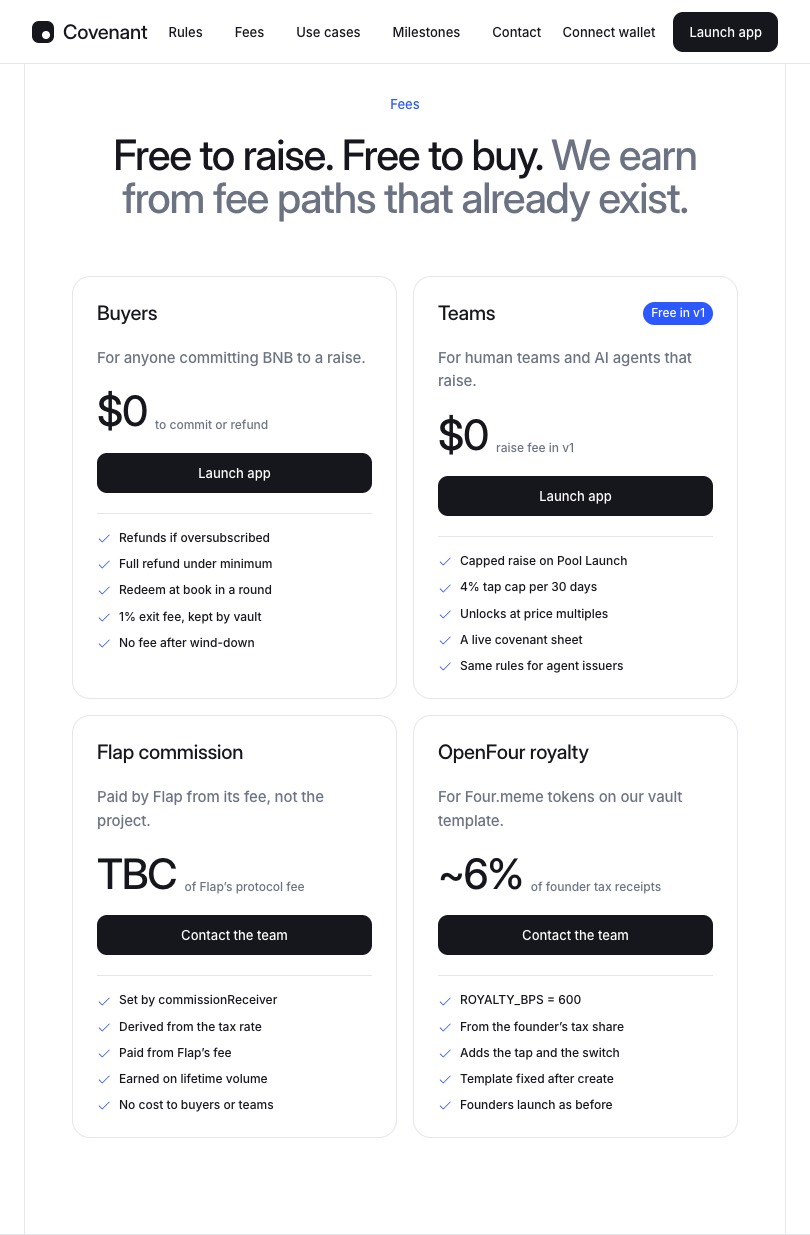 Covenant
Rules
Fees
Use cases
Milestones
Contact
Connect wallet
Launch app
Fees
Free to raise. Free to buy. We earn
from fee paths that already exist.
Buyers
For anyone committing BNB to a raise.
$0 to commit or refund
Launch app
Refunds if oversubscribed
Full refund under minimum
Redeem at book in a round
1% exit fee, kept by vault
No fee after wind-down
Teams
Free in v1
For human teams and AI agents that
raise.
$0 raise fee in v1
Launch app
Capped raise on Pool Launch
4% tap cap per 30 days
Unlocks at price multiples
A live covenant sheet
Same rules for agent issuers
Flap commission
Paid by Flap from its fee, not the
project.
TBC of Flap’s protocol fee
Contact the team
Set by commissionReceiver
Derived from the tax rate
Paid from Flap’s fee
Earned on lifetime volume
No cost to buyers or teams
OpenFour royalty
For Four.meme tokens on our vault
template.
~6% of founder tax receipts
Contact the team
ROYALTY_BPS = 600
From the founder’s tax share
Adds the tap and the switch
Template fixed after create
Founders launch as before